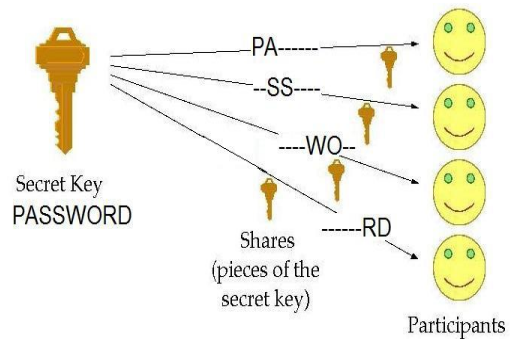 PA------
--SS----
----WO--
------RD
Secret Key
PASSWORD
Shares
(pieces of the
secret key)
Participants